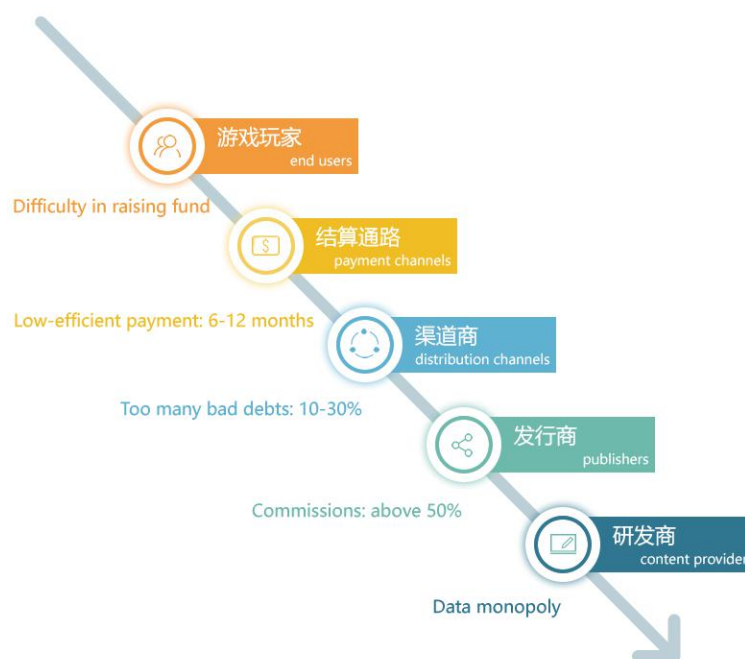 游戏玩家
end users
Difficulty in raising fund
结算通路
payment channels
Low-efficient payment: 6-12 months
渠道商
distribution channels
Too many bad debts: 10-30%
发行商
publishers
Commissions: above 50%
研发商
content provider
Data monopoly